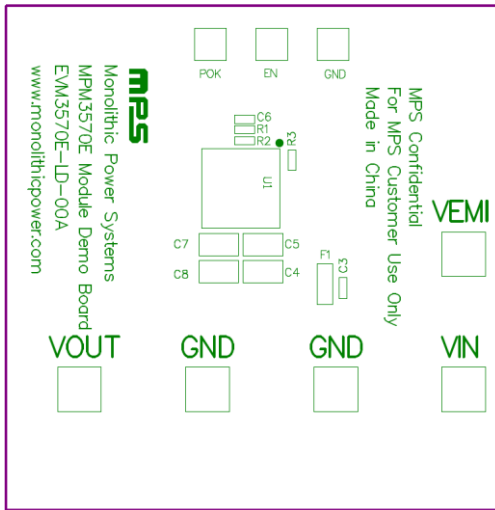 POK
EN
GND
mps
Monolithic Power Systems
MPM3570E Module Demo Board
EVM3570E-LD-00A
www.monolithicpower.com
MPS Confidential
For MPS Customer Use Only
Made in China
C6
R1
R2
R3
U1
C7
C5
C8
C4
F1
C3
VEMI
VOUT
GND
GND
VIN